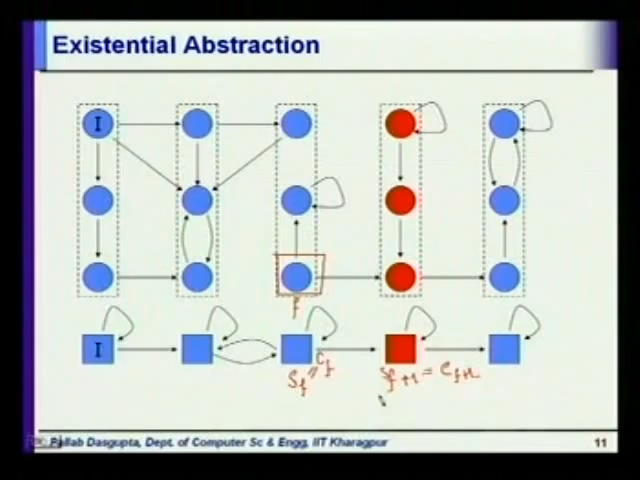 Existential Abstraction
I
f
I
S_f = C_f
S_f+1 = C_f+1
Pallab Dasgupta, Dept. of Computer Sc & Engg, IIT Kharagpur
11